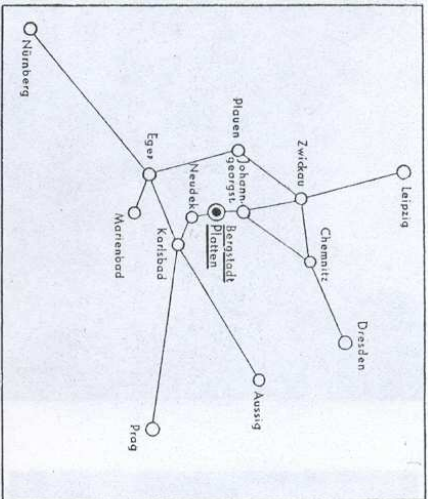 Leipzig
Dresden
Chemnitz
Zwickau
Aussig
Plauen
Johann-
georgst.
Bergstadt
Platten
Neudek
Karlsbad
Eger
Prag
Marienbad
Nürnberg